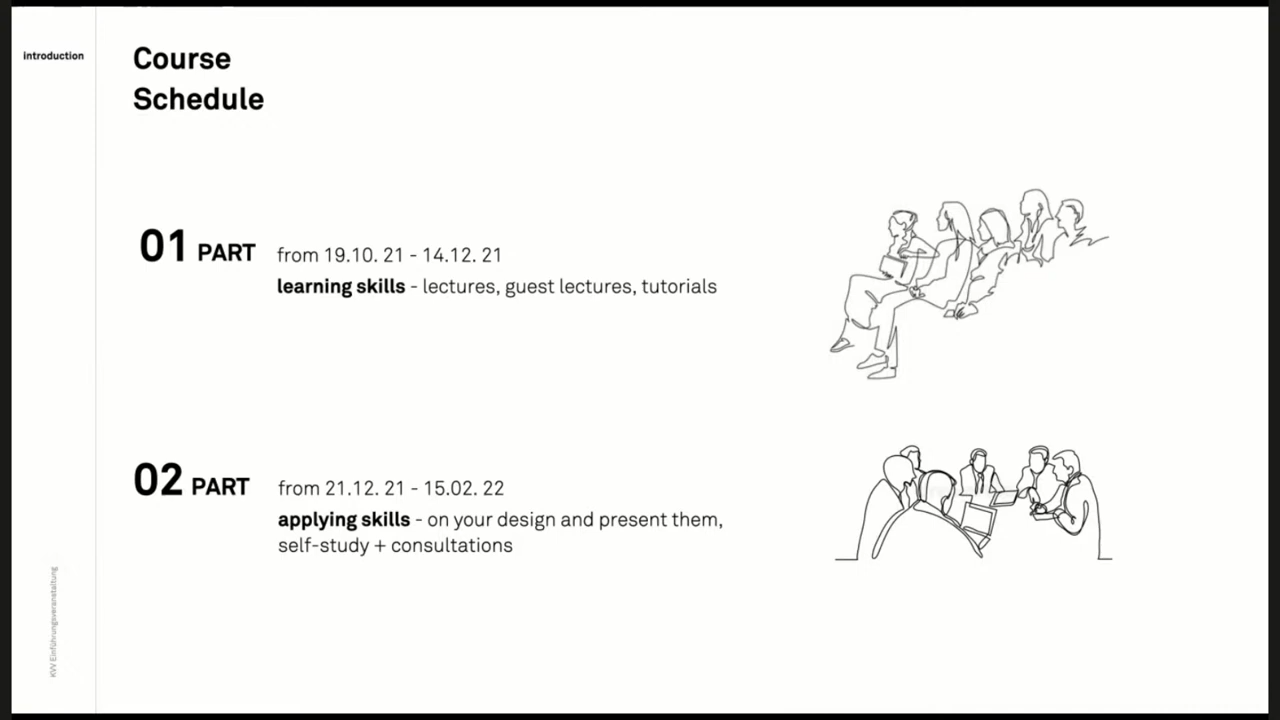 introduction
Course
Schedule
01 PART
from 19.10. 21 - 14.12. 21
learning skills - lectures, guest lectures, tutorials
02 PART
from 21.12. 21 - 15.02. 22
applying skills - on your design and present them,
self-study + consultations
KVV Einführungsveranstaltung